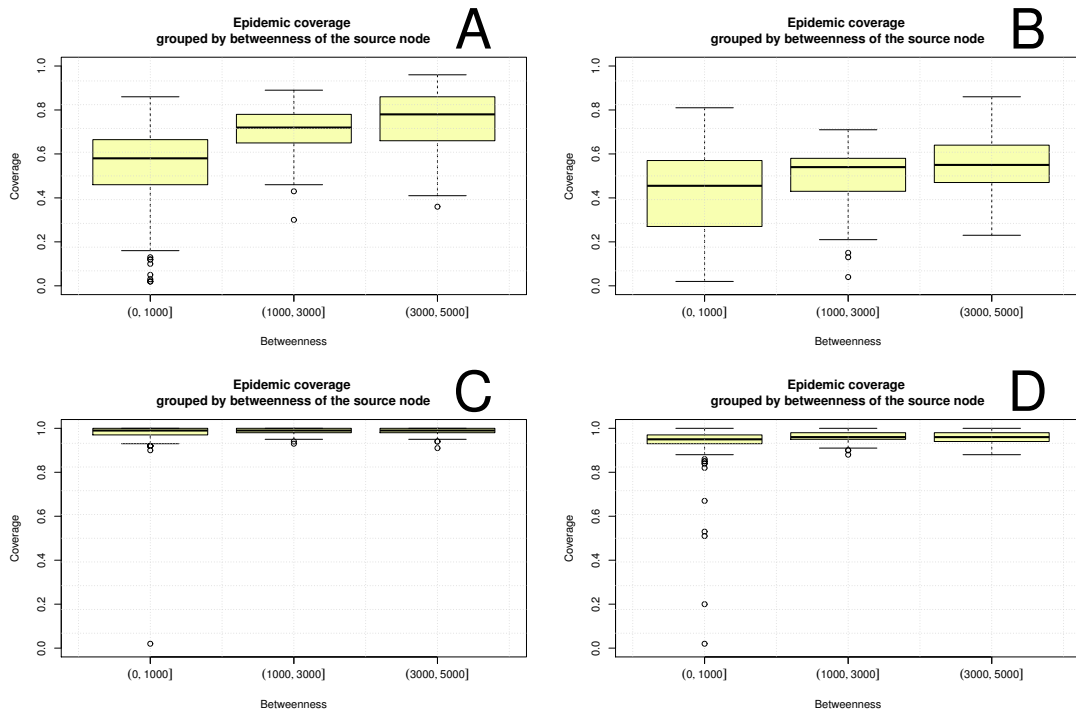 Epidemic coverage
grouped by betweenness of the source node
A
Coverage
1.0
0.8
0.6
0.4
0.2
0.0
(0, 1000]
(1000, 3000]
(3000, 5000]
Betweenness
Epidemic coverage
grouped by betweenness of the source node
B
Coverage
1.0
0.8
0.6
0.4
0.2
0.0
(0, 1000]
(1000, 3000]
(3000, 5000]
Betweenness
Epidemic coverage
grouped by betweenness of the source node
C
Coverage
1.0
0.8
0.6
0.4
0.2
0.0
(0, 1000]
(1000, 3000]
(3000, 5000]
Betweenness
Epidemic coverage
grouped by betweenness of the source node
D
Coverage
1.0
0.8
0.6
0.4
0.2
0.0
(0, 1000]
(1000, 3000]
(3000, 5000]
Betweenness